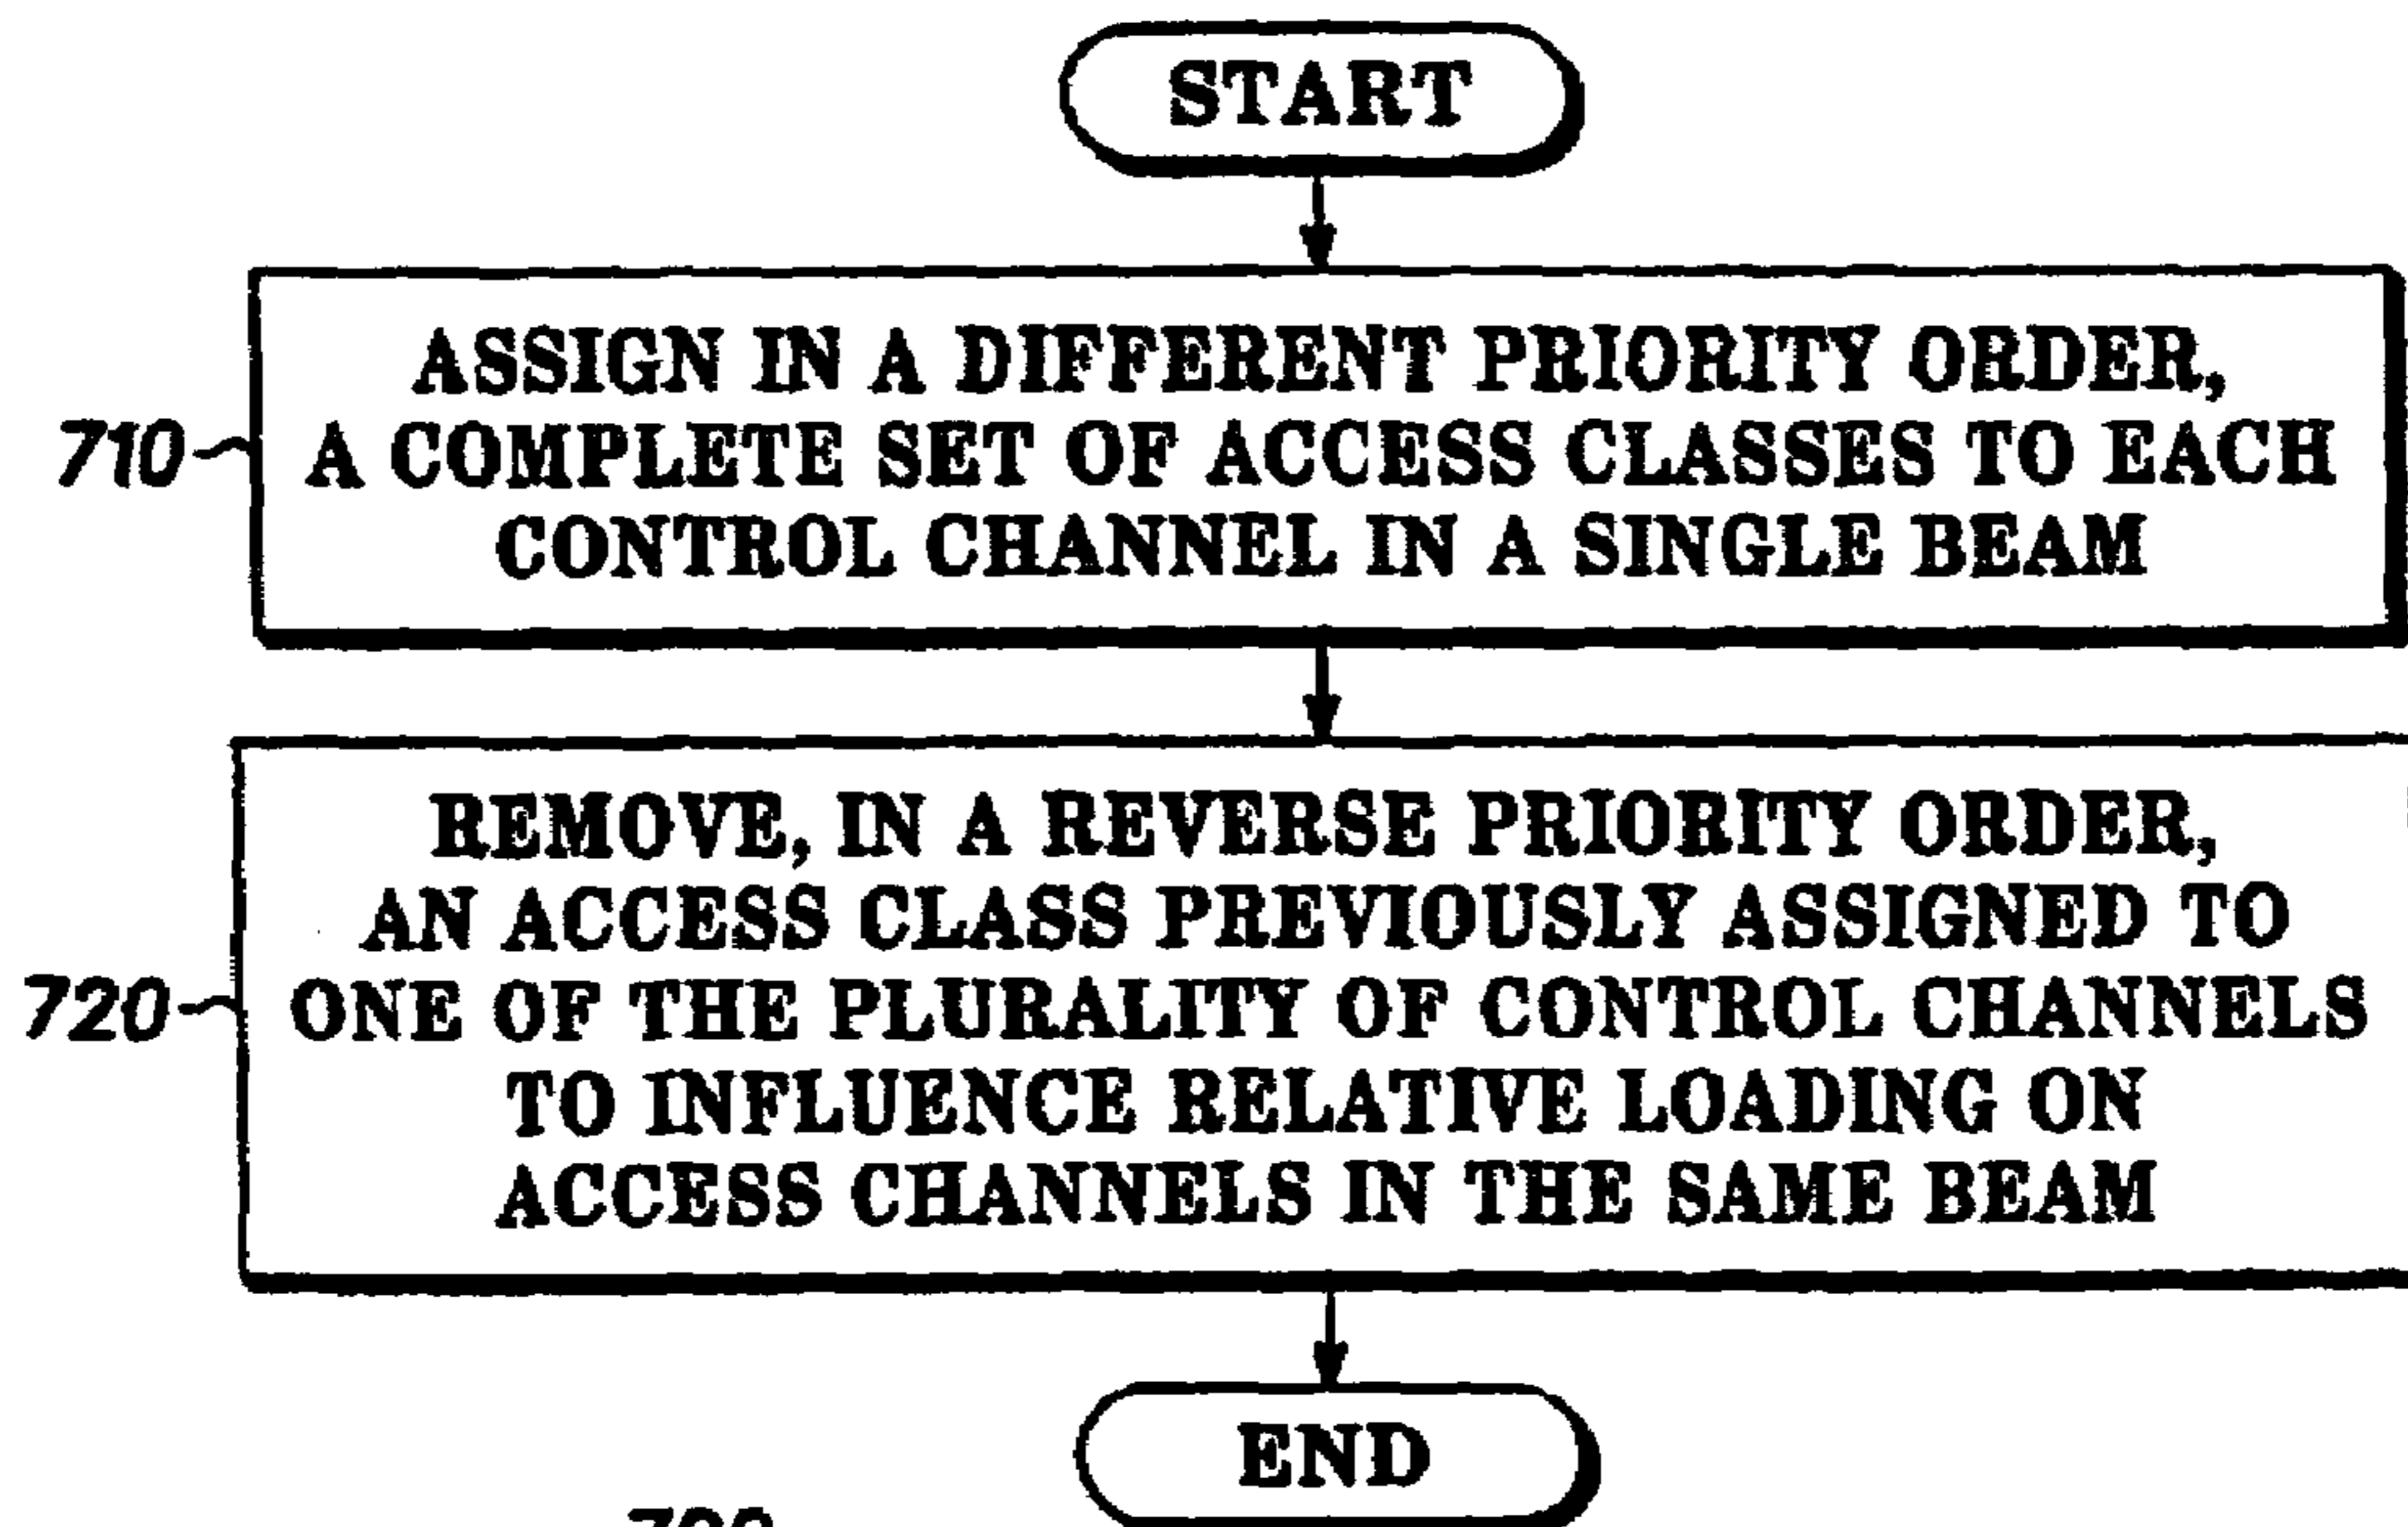 START
ASSIGN IN A DIFFERENT PRIORITY ORDER,
710 A COMPLETE SET OF ACCESS CLASSES TO EACH
CONTROL CHANNEL IN A SINGLE BEAM
REMOVE, IN A REVERSE PRIORITY ORDER,
AN ACCESS CLASS PREVIOUSLY ASSIGNED TO
720 ONE OF THE PLURALITY OF CONTROL CHANNELS
TO INFLUENCE RELATIVE LOADING ON
ACCESS CHANNELS IN THE SAME BEAM
END